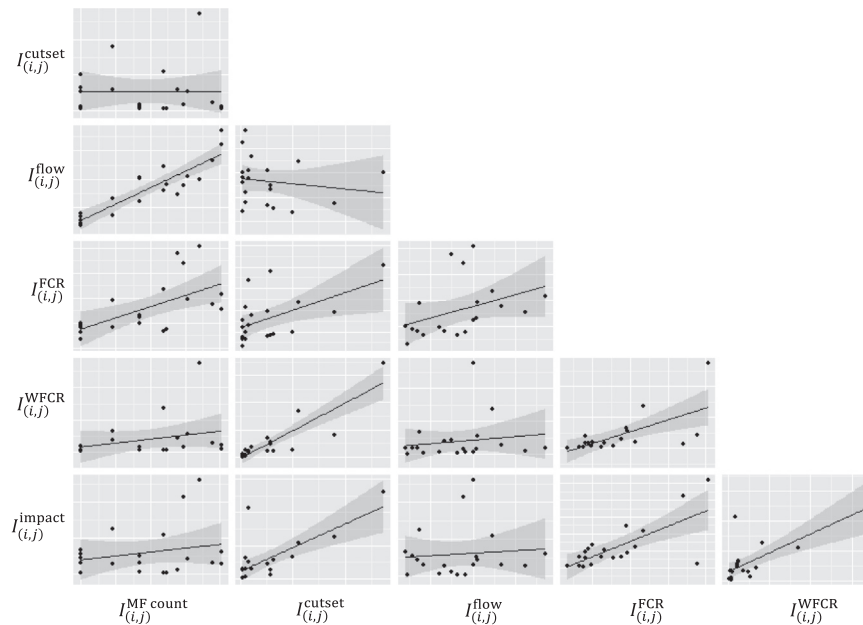 I_{(i,j)}^{cutset}
I_{(i,j)}^{flow}
I_{(i,j)}^{FCR}
I_{(i,j)}^{WFCR}
I_{(i,j)}^{impact}
I_{(i,j)}^{MF count} I_{(i,j)}^{cutset} I_{(i,j)}^{flow} I_{(i,j)}^{FCR} I_{(i,j)}^{WFCR}